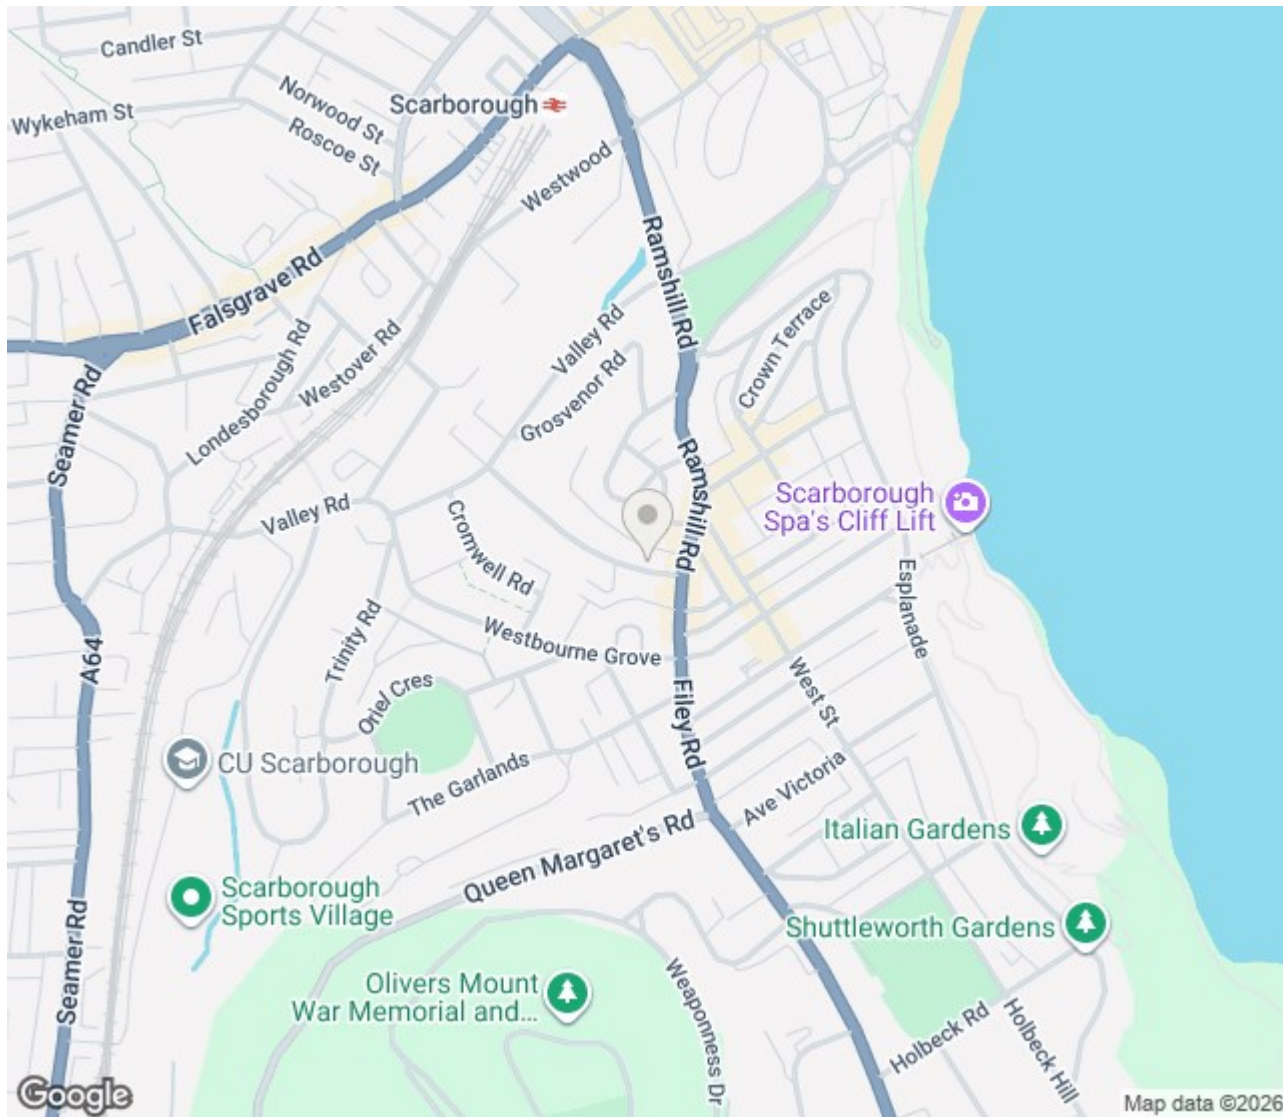 Candler St
Norwood St
Scarborough
Wykeham St
Roscoe St
Westwood
Ramshill Rd
Falsgrave Rd
Valley Rd
Crown Terrace
Londesborough Rd
Westover Rd
Grosvenor Rd
Seamer Rd
Ramshill Rd
Scarborough
Spa's Cliff Lift
Valley Rd
Cromwell Rd
Esplanade
Trinity Rd
Westbourne Grove
A64
Oriel Cres
West St
Filey Rd
CU Scarborough
The Garlands
Ave Victoria
Queen Margaret's Rd
Italian Gardens
Scarborough
Sports Village
Shuttleworth Gardens
Seamer Rd
Olivers Mount
War Memorial and...
Weaponness Dr
Holbeck Rd
Holbeck Hill
Google
Map data ©2026